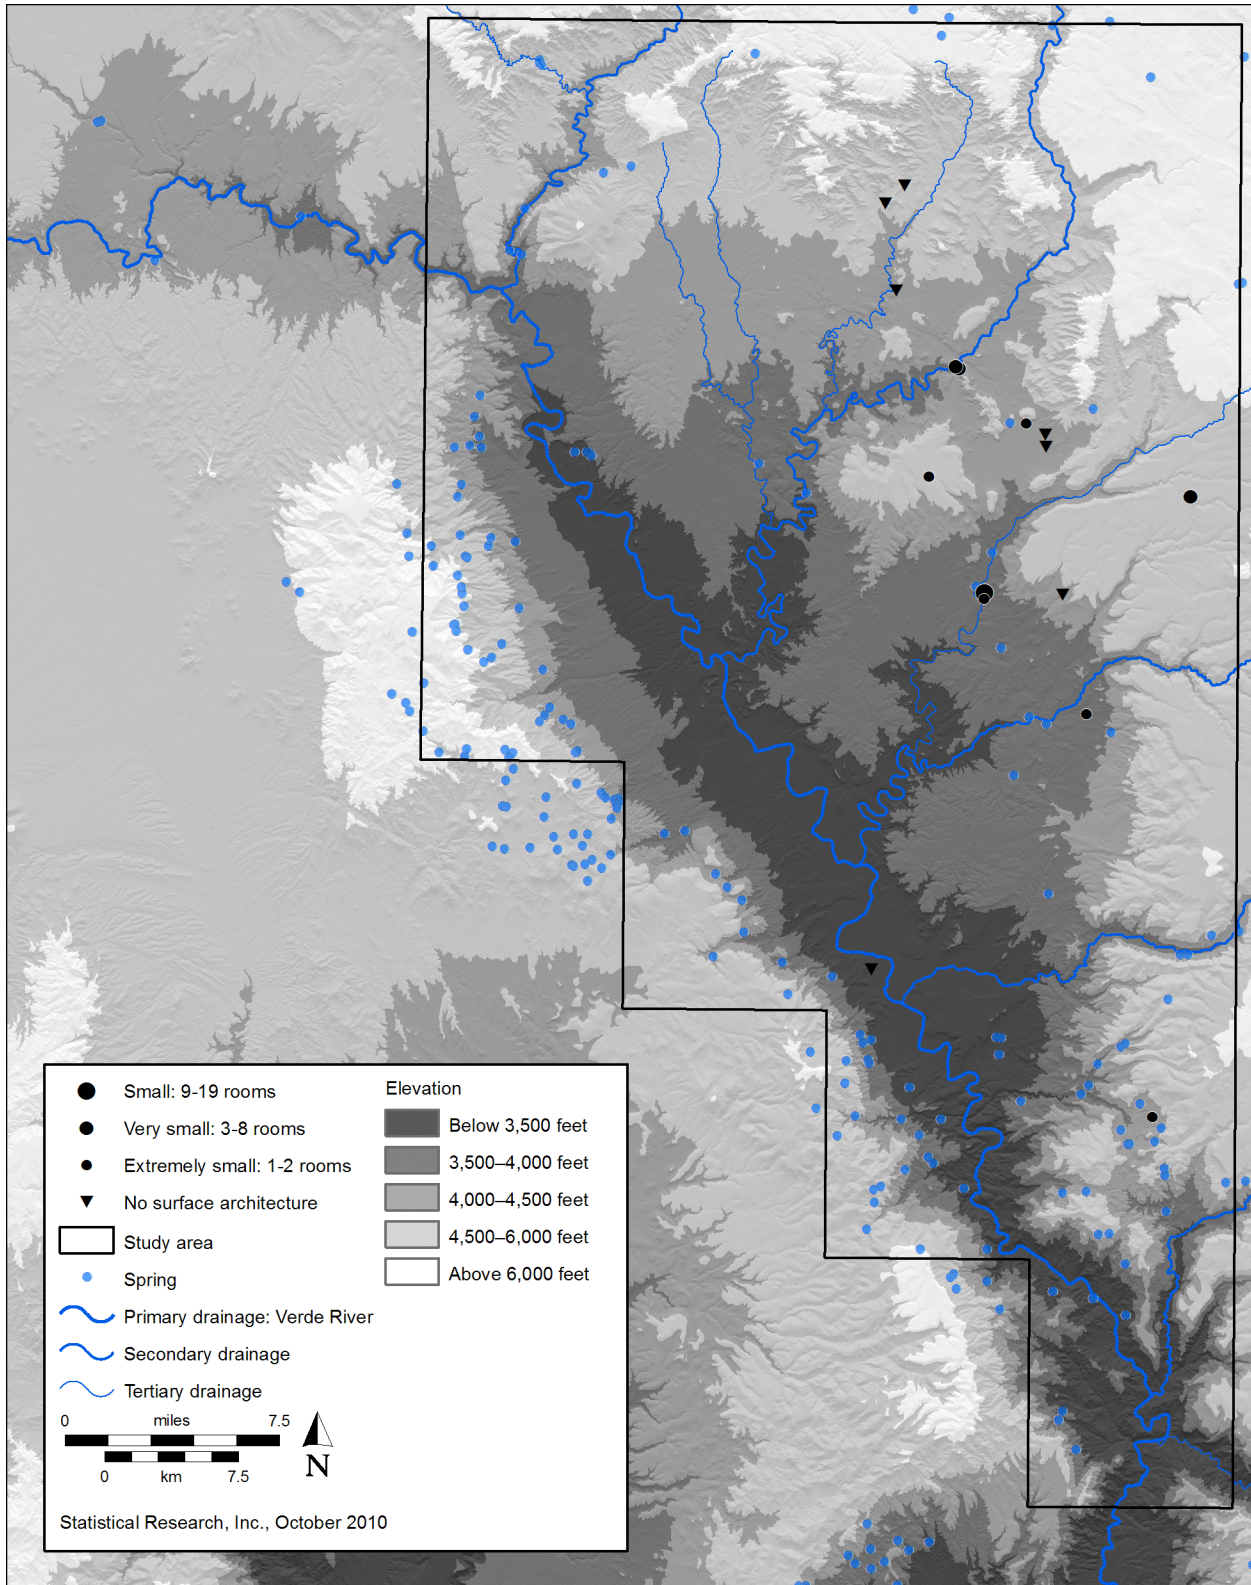 Small: 9-19 rooms
Very small: 3-8 rooms
Extremely small: 1-2 rooms
No surface architecture
Study area
Spring
Primary drainage: Verde River
Secondary drainage
Tertiary drainage
Elevation
Below 3,500 feet
3,500–4,000 feet
4,000–4,500 feet
4,500–6,000 feet
Above 6,000 feet
0 miles 7.5
0 km 7.5
N
Statistical Research, Inc., October 2010